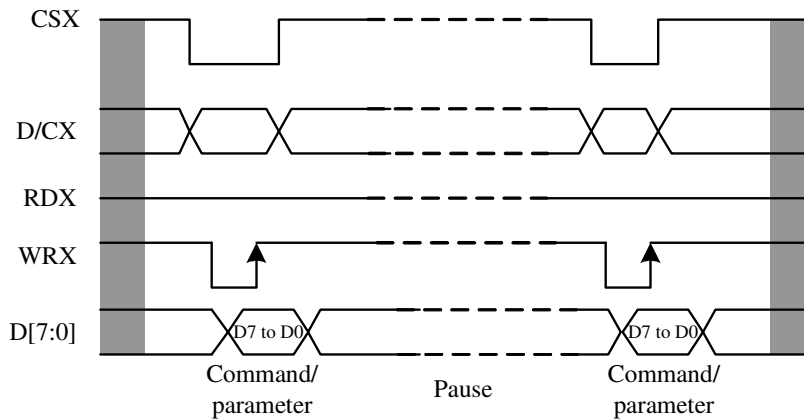 CSX
D/CX
RDX
WRX
D[7:0]
D7 to D0
D7 to D0
Command/
parameter
Pause
Command/
parameter